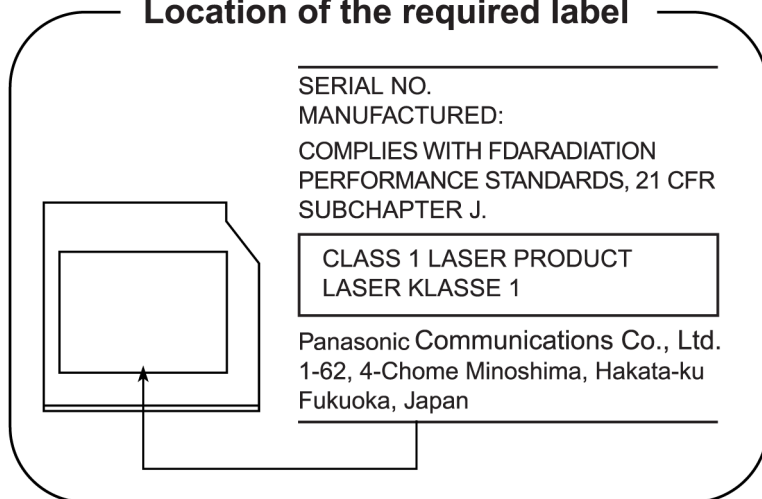 Location of the required label
SERIAL NO.
MANUFACTURED:
COMPLIES WITH FDARADIATION
PERFORMANCE STANDARDS, 21 CFR
SUBCHAPTER J.
CLASS 1 LASER PRODUCT
LASER KLASSE 1
Panasonic Communications Co., Ltd.
1-62, 4-Chome Minoshima, Hakata-ku
Fukuoka, Japan